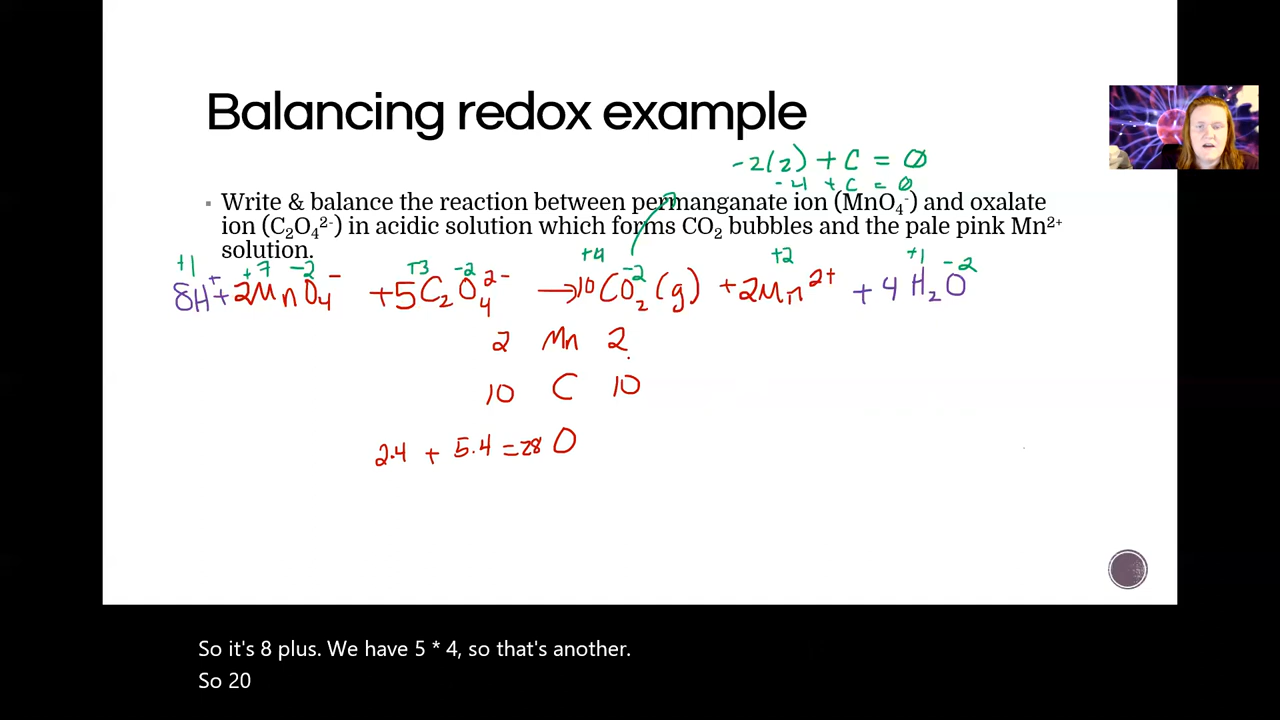 Balancing redox example
-2(2) + C = 0
-4 + C = 0
▪ Write & balance the reaction between permanganate ion (MnO₄⁻) and oxalate
ion (C₂O₄²⁻) in acidic solution which forms CO₂ bubbles and the pale pink Mn²⁺
solution.
+1 +7 -2 +3 -2 +4 -2 +2 +1 -2
8H⁺ + 2MnO₄⁻ + 5C₂O₄²⁻ → 10CO₂(g) + 2Mn²⁺ + 4H₂O
2 Mn 2
10 C 10
2·4 + 5·4 = 28 O
So it's 8 plus. We have 5 * 4, so that's another.
So 20